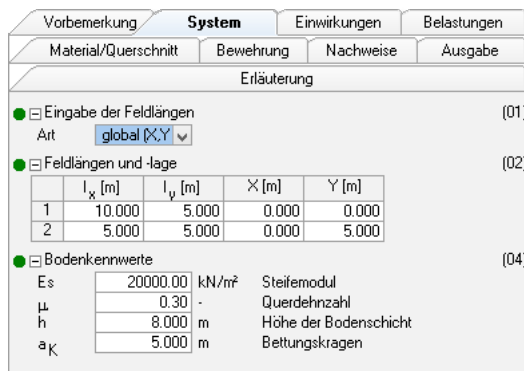 Vorbemerkung System Einwirkungen Belastungen
Material/Querschnitt Bewehrung Nachweise Ausgabe
Erläuterung
Eingabe der Feldlängen (01)
Art global (X,Y
Feldlängen und -lage (02)
l_x [m] l_y [m] X [m] Y [m]
1 10.000 5.000 0.000 0.000
2 5.000 5.000 0.000 5.000
Bodenkennwerte (04)
Es 20000.00 kN/m² Steifemodul
μ 0.30 - Querdehnzahl
h 8.000 m Höhe der Bodenschicht
a_K 5.000 m Bettungskragen